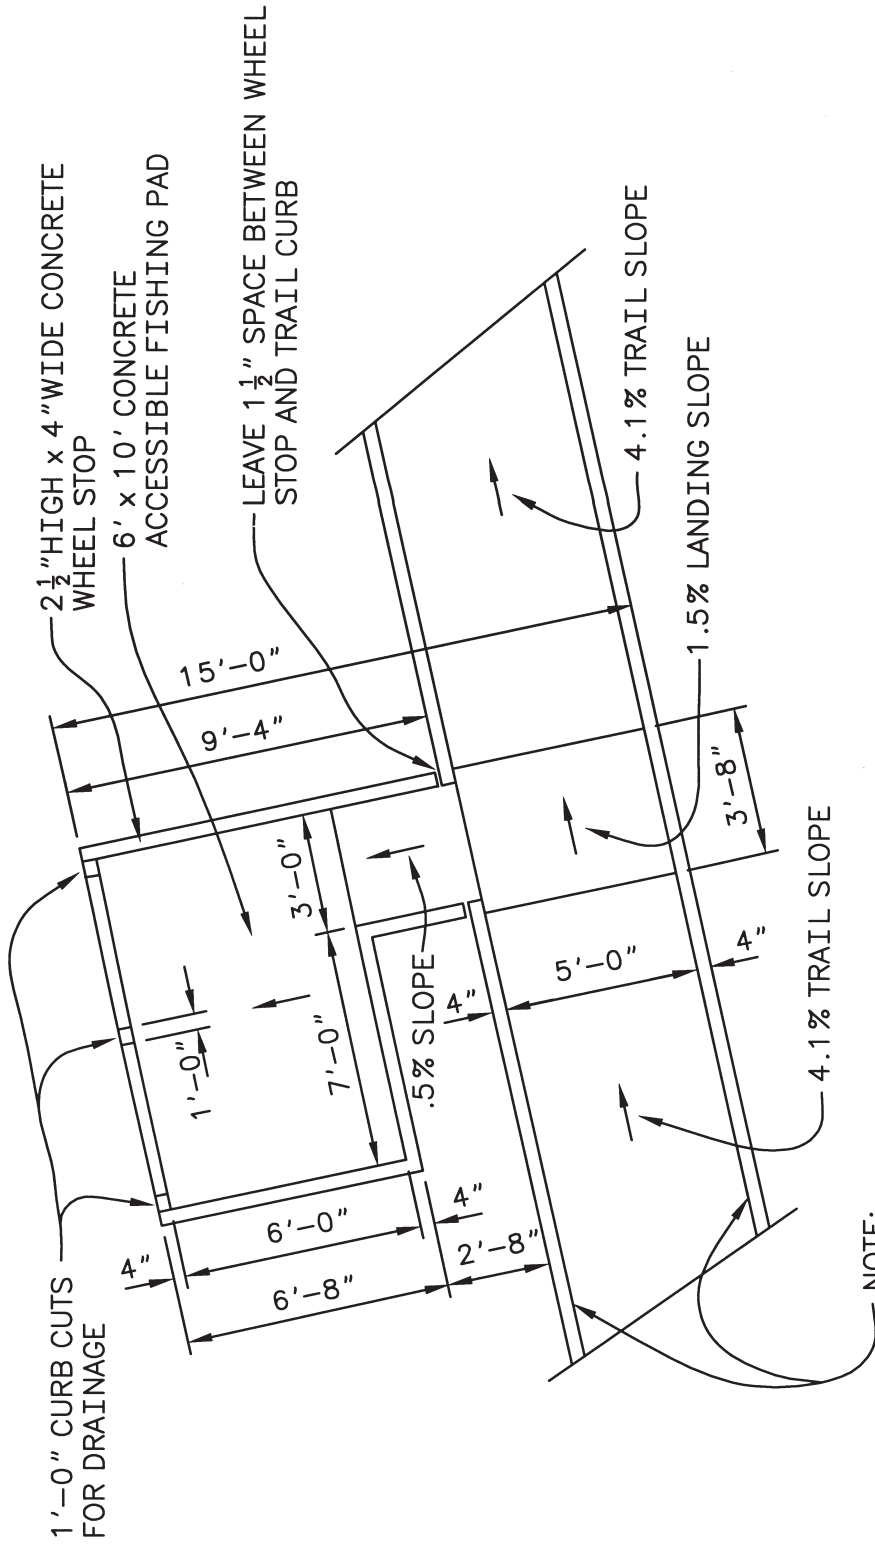 2½"HIGH x 4"WIDE CONCRETE
WHEEL STOP
6' x 10' CONCRETE
ACCESSIBLE FISHING PAD
LEAVE 1½" SPACE BETWEEN WHEEL
STOP AND TRAIL CURB
1'-0" CURB CUTS
FOR DRAINAGE
15'-0"
9'-4"
3'-0"
1'-0"
7'-0"
.5% SLOPE
4"
6'-0"
6'-8"
4"
2'-8"
4"
5'-0"
4"
3'-8"
4.1% TRAIL SLOPE
1.5% LANDING SLOPE
4.1% TRAIL SLOPE
NOTE: